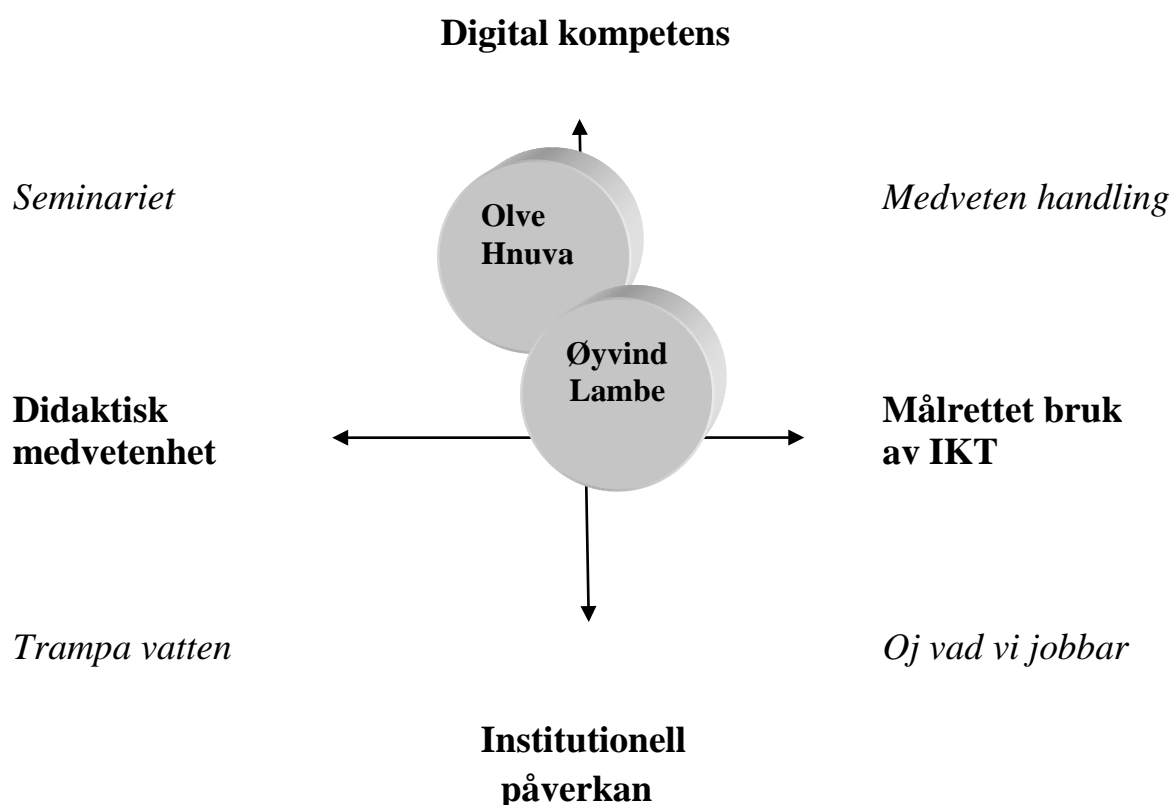 Digital kompetens
Seminariet
Medveten handling
Olve
Hnuva
Øyvind
Lambe
Didaktisk
medvetenhet
Målrettet bruk
av IKT
Trampa vatten
Oj vad vi jobbar
Institutionell
påverkan